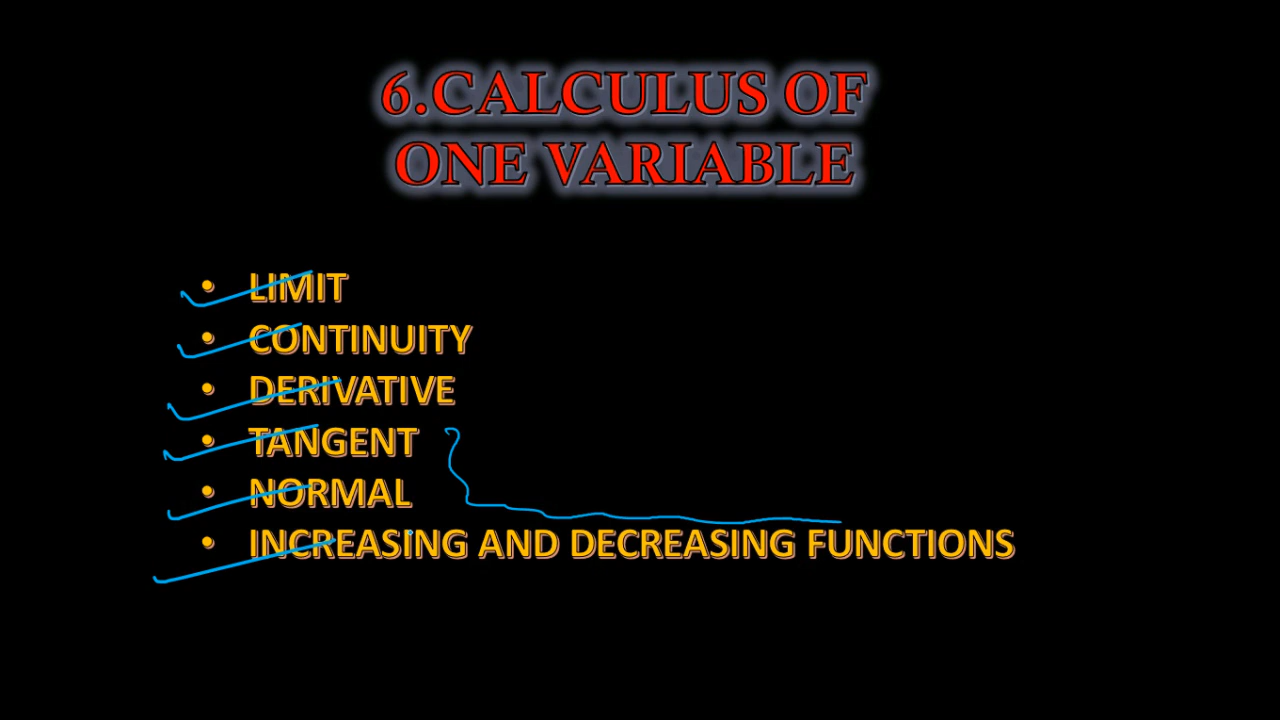 6.CALCULUS OF
ONE VARIABLE
• LIMIT
• CONTINUITY
• DERIVATIVE
• TANGENT
• NORMAL
• INCREASING AND DECREASING FUNCTIONS